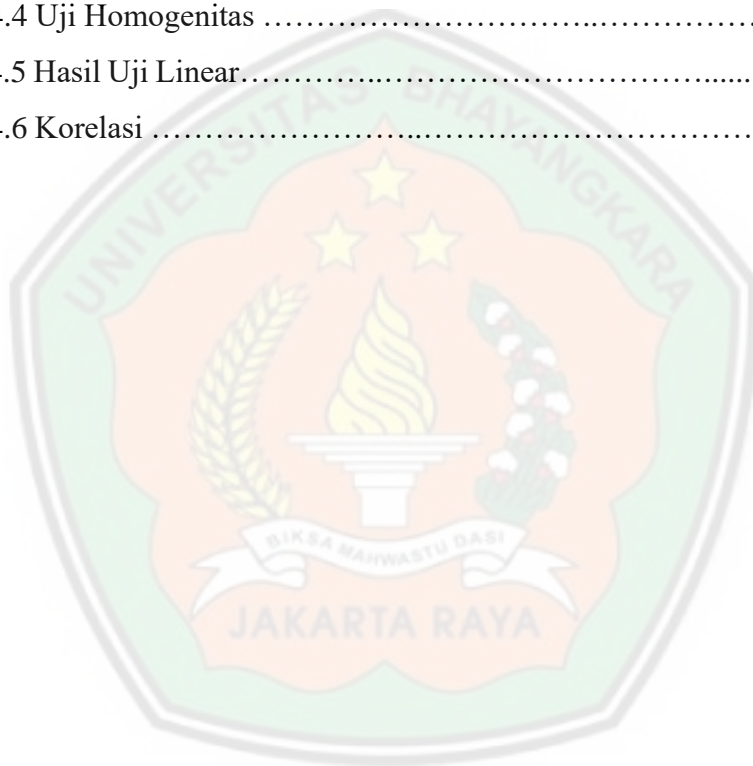 .4 Uji Homogenitas …………………………..……………
.5 Hasil Uji Linear…………..…………………………......
.6 Korelasi ……………………..…………………………
UNIVERSITAS BHAYANGKARA
BIKSA MAHWASTU DASI
JAKARTA RAYA